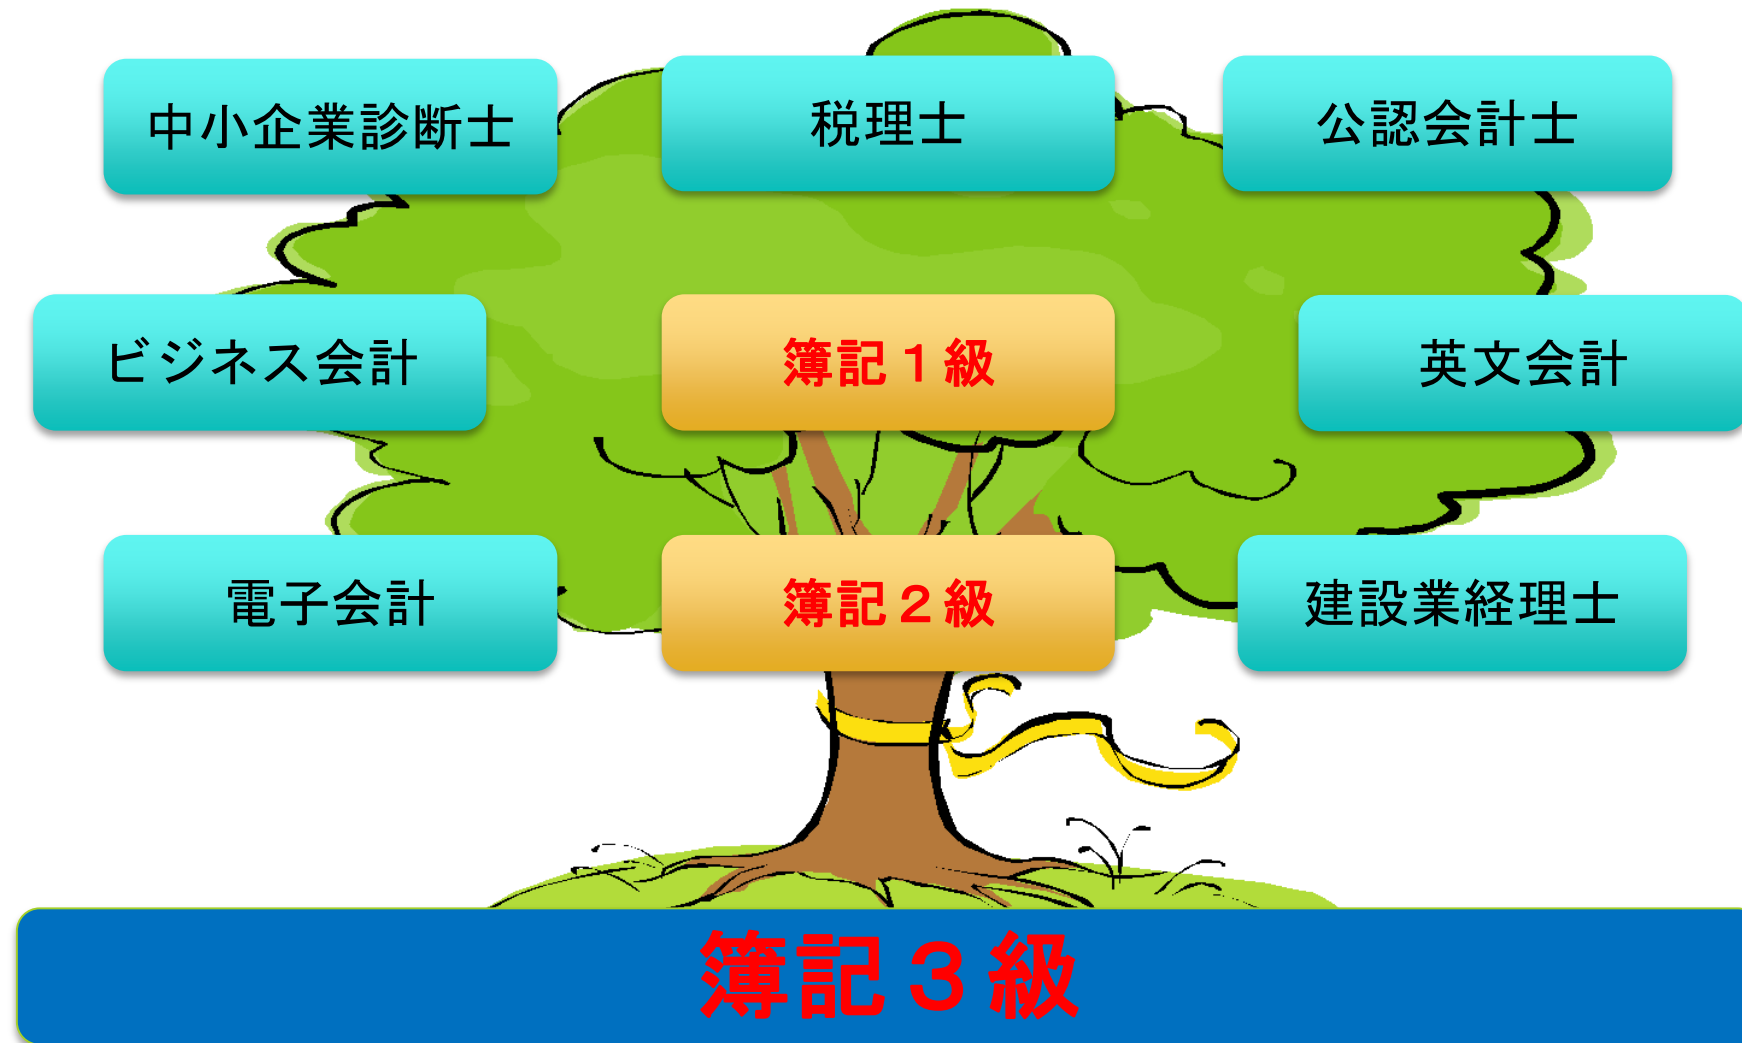 中小企業診断士
税理士
公認会計士
ビジネス会計
簿記１級
英文会計
電子会計
簿記２級
建設業経理士
簿記３級